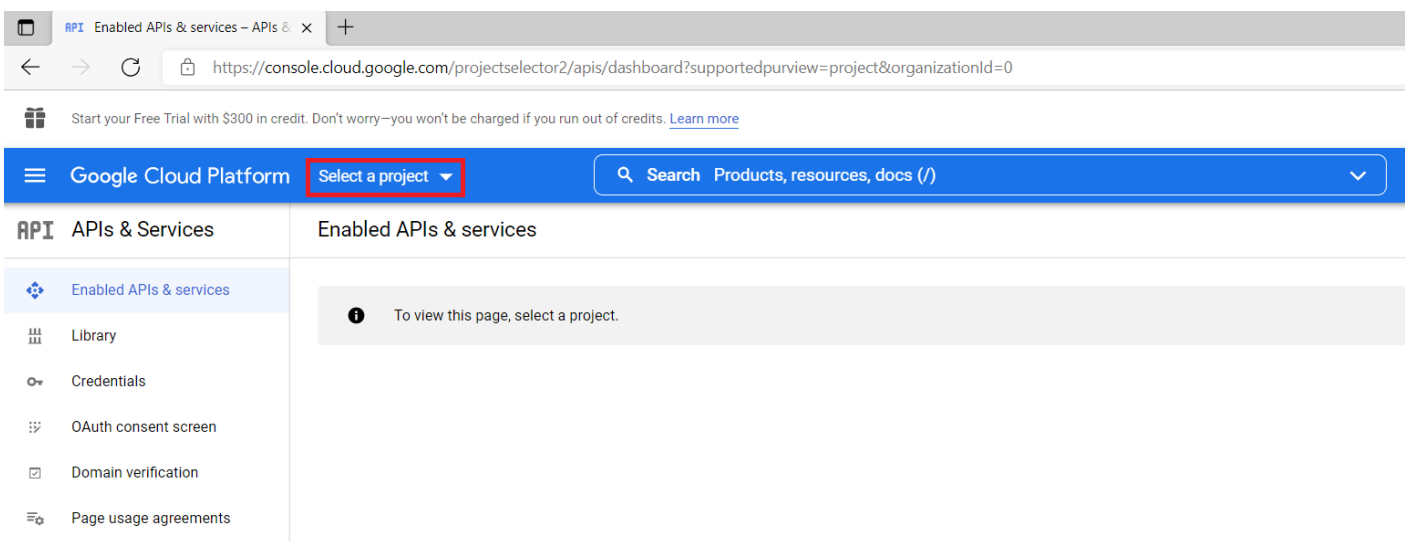 API Enabled APIs & services – APIs &
https://console.cloud.google.com/projectselector2/apis/dashboard?supportedpurview=project&organizationId=0
Start your Free Trial with $300 in credit. Don't worry—you won't be charged if you run out of credits. Learn more
Google Cloud Platform Select a project Search Products, resources, docs (/)
API APIs & Services Enabled APIs & services
Enabled APIs & services
To view this page, select a project.
Library
Credentials
OAuth consent screen
Domain verification
Page usage agreements